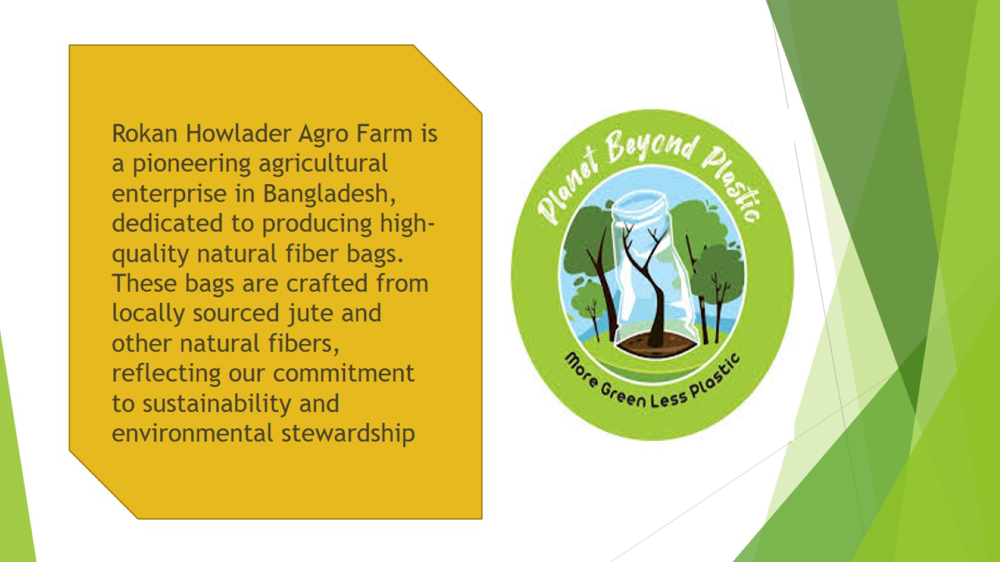 Rokan Howlader Agro Farm is
a pioneering agricultural
enterprise in Bangladesh,
dedicated to producing high-
quality natural fiber bags.
These bags are crafted from
locally sourced jute and
other natural fibers,
reflecting our commitment
to sustainability and
environmental stewardship
Planet Beyond Plastic
More Green Less Plastic